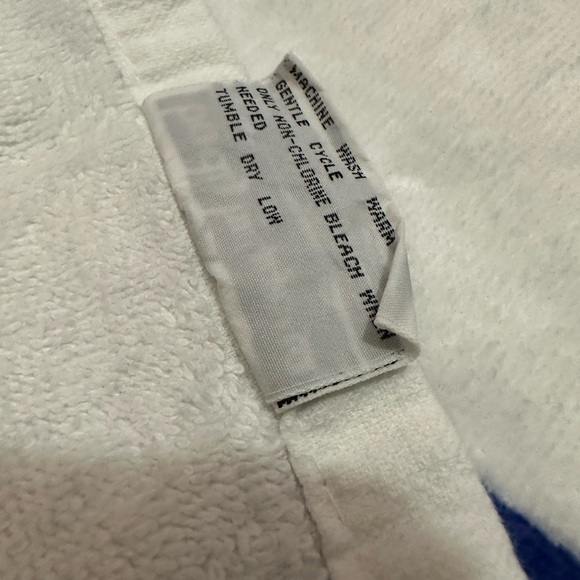 MACHINE WASH WARM
GENTLE CYCLE
ONLY NON-CHLORINE BLEACH WHEN
NEEDED
TUMBLE DRY LOW